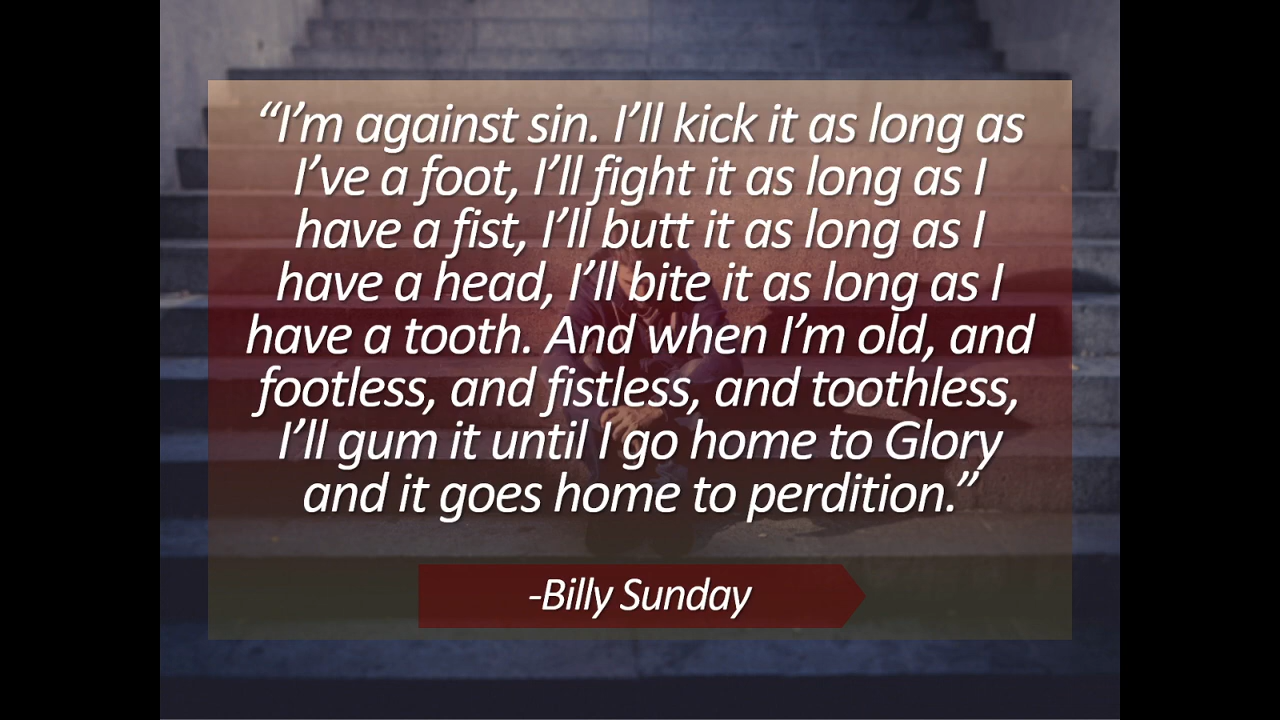 “I’m against sin. I’ll kick it as long as
I’ve a foot, I’ll fight it as long as I
have a fist, I’ll butt it as long as I
have a head, I’ll bite it as long as I
have a tooth. And when I’m old, and
footless, and fistless, and toothless,
I’ll gum it until I go home to Glory
and it goes home to perdition.”
-Billy Sunday